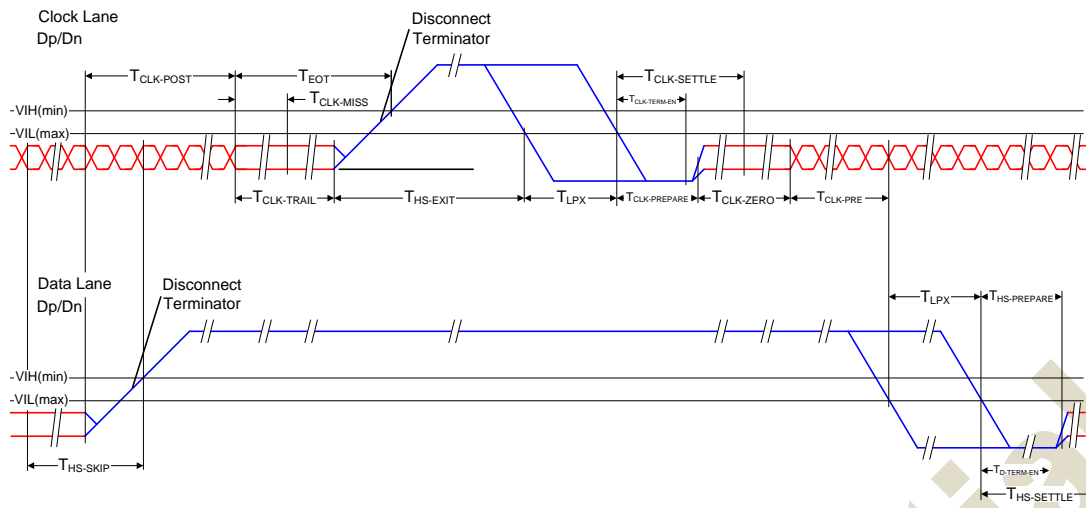 Clock Lane
Dp/Dn
Disconnect
Terminator
TCLK-POST
TEOT
TCLK-SETTLE
TCLK-MISS
TCLK-TERM-EN
VIH(min)
VIL(max)
TCLK-TRAIL
THS-EXIT
TLPX
TCLK-PREPARE
TCLK-ZERO
TCLK-PRE
Data Lane
Dp/Dn
Disconnect
Terminator
TLPX
THS-PREPARE
VIH(min)
VIL(max)
THS-SKIP
TD-TERM-EN
THS-SETTLE